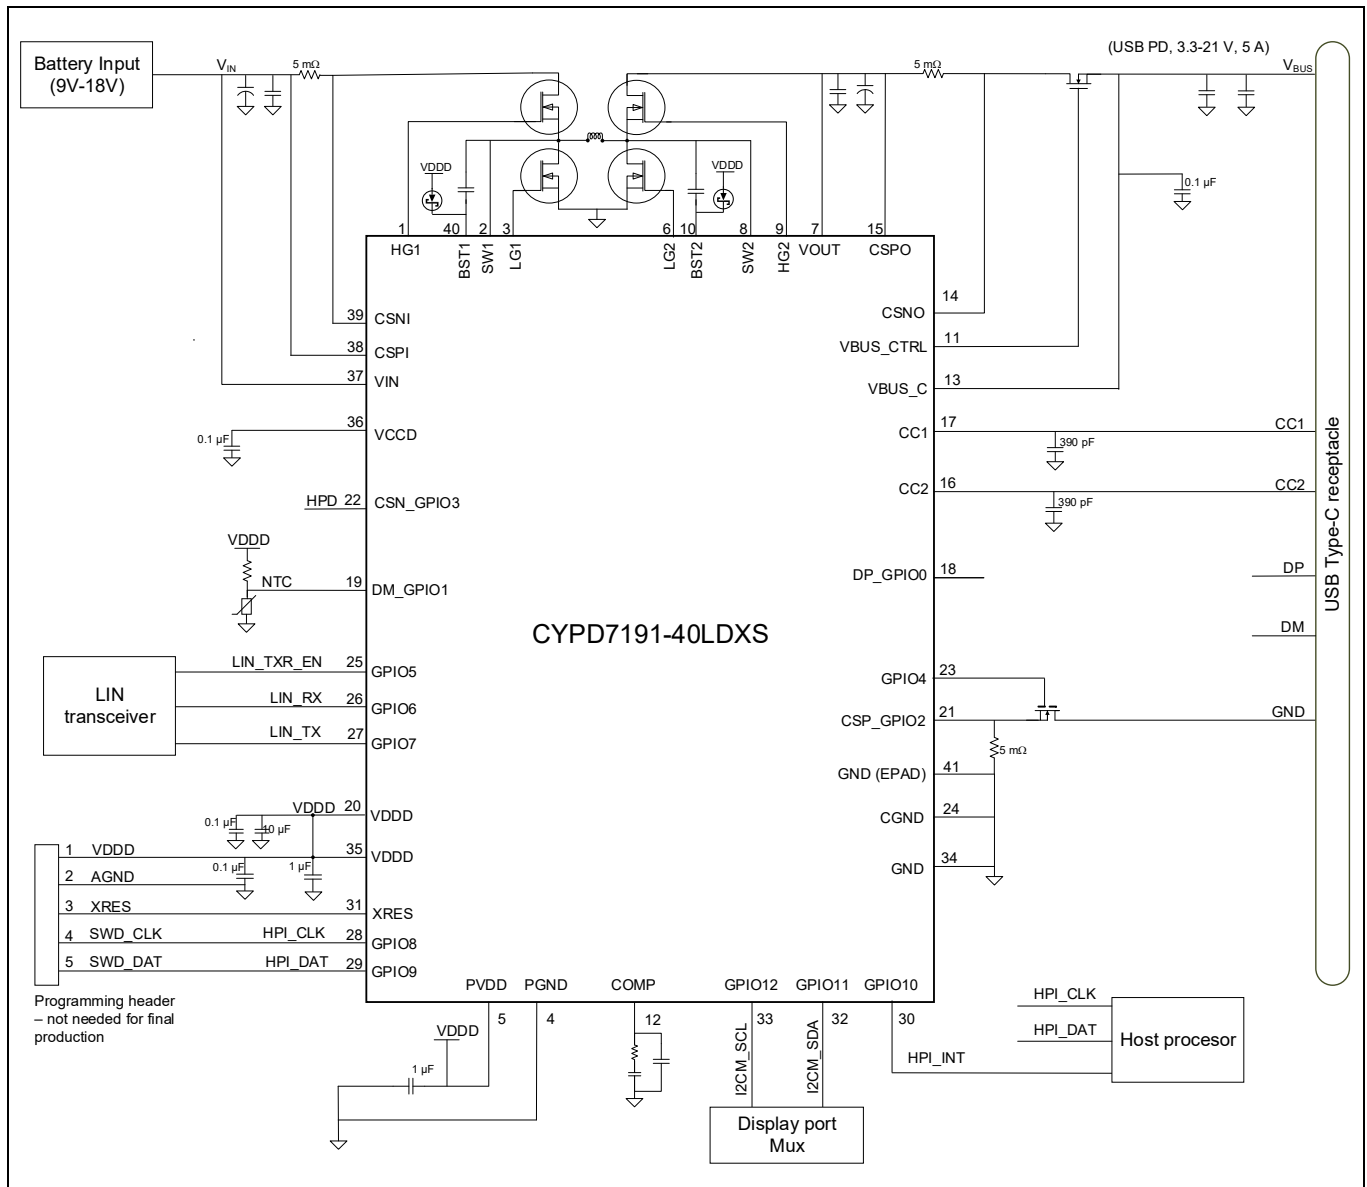 (USB PD, 3.3-21 V, 5 A)
Battery Input
(9V-18V)
VIN
5 mΩ
5 mΩ
VBUS
VDDD
VDDD
0.1 µF
1
40
2
3
6
10
8
9
7
15
HG1
BST1
SW1
LG1
LG2
BST2
SW2
HG2
VOUT
CSPO
39 CSNI
38 CSPI
37 VIN
36 VCCD
0.1 µF
HPD 22 CSN_GPIO3
VDDD
NTC 19 DM_GPIO1
CSNO 14
VBUS_CTRL 11
VBUS_C 13
CC1 17 CC1
390 pF
CC2 16 CC2
390 pF
DP_GPIO0 18 DP
DM
USB Type-C receptacle
CYPD7191-40LDXS
LIN
transceiver
LIN_TXR_EN 25 GPIO5
LIN_RX 26 GPIO6
LIN_TX 27 GPIO7
GPIO4 23
CSP_GPIO2 21 GND
5 mΩ
GND (EPAD) 41
CGND 24
GND 34
VDDD 20 VDDD
0.1 µF 10 µF
1 VDDD 35 VDDD
0.1 µF 1 µF
2 AGND
3 XRES 31 XRES
4 SWD_CLK HPI_CLK 28 GPIO8
5 SWD_DAT HPI_DAT 29 GPIO9
Programming header
– not needed for final
production
PVDD PGND COMP GPIO12 GPIO11 GPIO10
5 4 12 33 32 30
VDDD
1 µF
I2CM_SCL
I2CM_SDA
HPI_INT
HPI_CLK
HPI_DAT
Host procesor
Display port
Mux